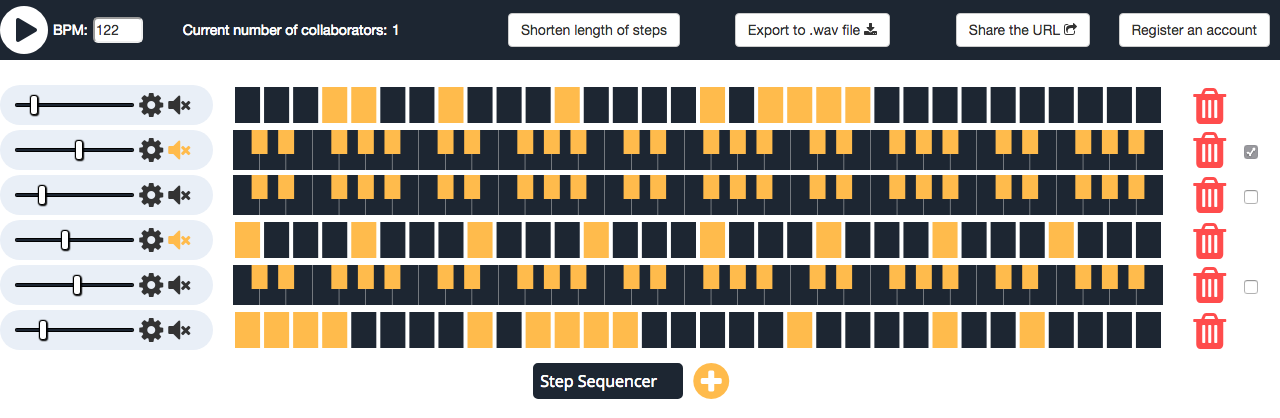 BPM: 122 Current number of collaborators: 1 Shorten length of steps Export to .wav file Share the URL Register an account
Step Sequencer